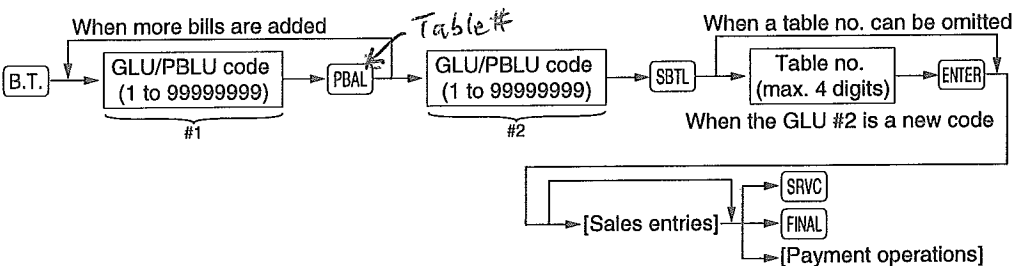 When more bills are added
Table#
When a table no. can be omitted
B.T.
GLU/PBLU code
(1 to 99999999)
PBAL
GLU/PBLU code
(1 to 99999999)
SBTL
Table no.
(max. 4 digits)
ENTER
#1
#2
When the GLU #2 is a new code
SRVC
[Sales entries]
FINAL
[Payment operations]